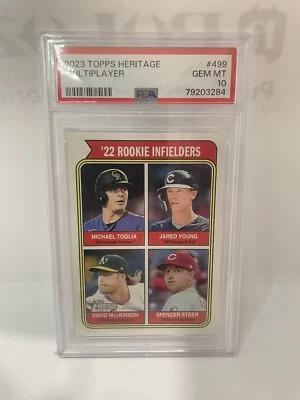 2023 TOPPS HERITAGE #499
MULTIPLAYER GEM MT
10
PSA 79203284
'22 ROOKIE INFIELDERS
MICHAEL TOGLIA JARED YOUNG
DAVID MacKINNON SPENCER STEER